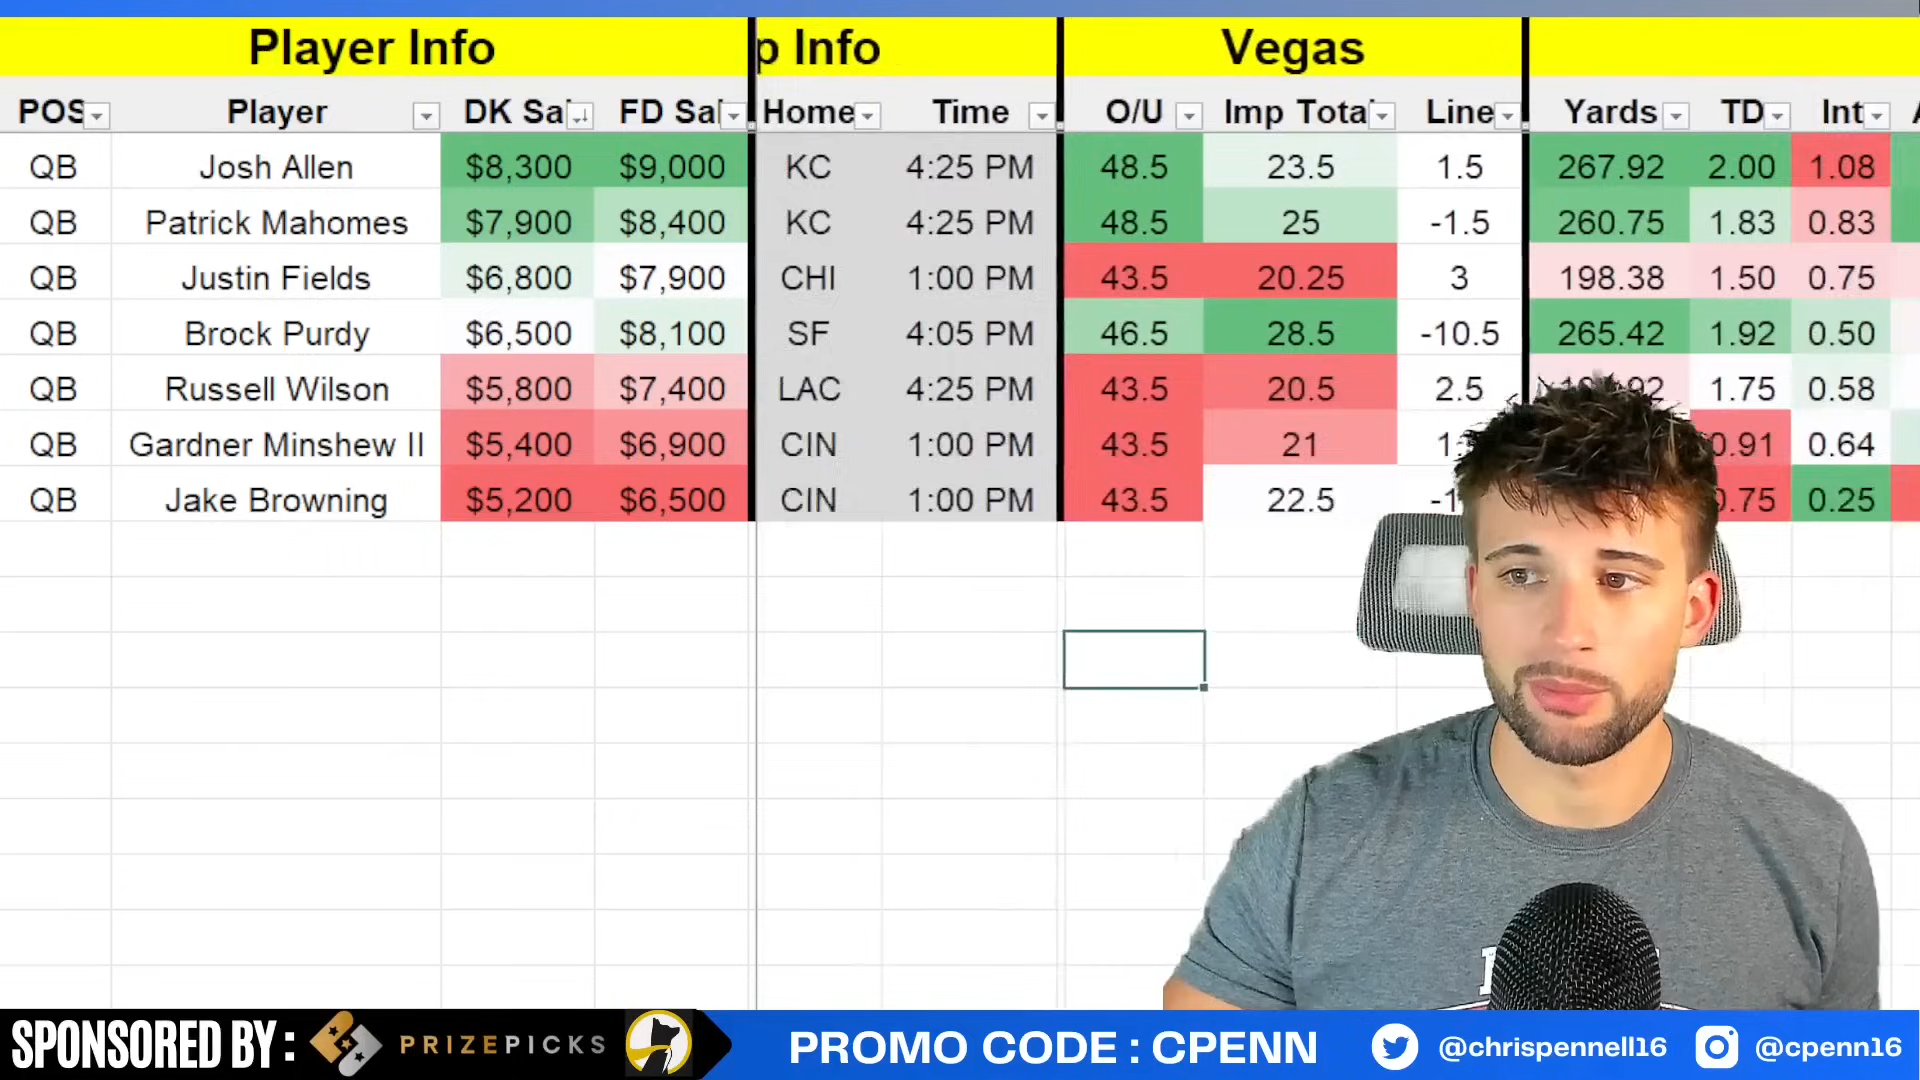 Player Info p Info Vegas
POS Player DK Sal FD Sal Home Time O/U Imp Tota Line Yards TD Int
QB Josh Allen $8,300 $9,000 KC 4:25 PM 48.5 23.5 1.5 267.92 2.00 1.08
QB Patrick Mahomes $7,900 $8,400 KC 4:25 PM 48.5 25 -1.5 260.75 1.83 0.83
QB Justin Fields $6,800 $7,900 CHI 1:00 PM 43.5 20.25 3 198.38 1.50 0.75
QB Brock Purdy $6,500 $8,100 SF 4:05 PM 46.5 28.5 -10.5 265.42 1.92 0.50
QB Russell Wilson $5,800 $7,400 LAC 4:25 PM 43.5 20.5 2.5 1.75 0.58
QB Gardner Minshew II $5,400 $6,900 CIN 1:00 PM 43.5 21 0.91 0.64
QB Jake Browning $5,200 $6,500 CIN 1:00 PM 43.5 22.5 0.75 0.25
SPONSORED BY : PRIZEPICKS PROMO CODE : CPENN @chrispennell16 @cpenn16